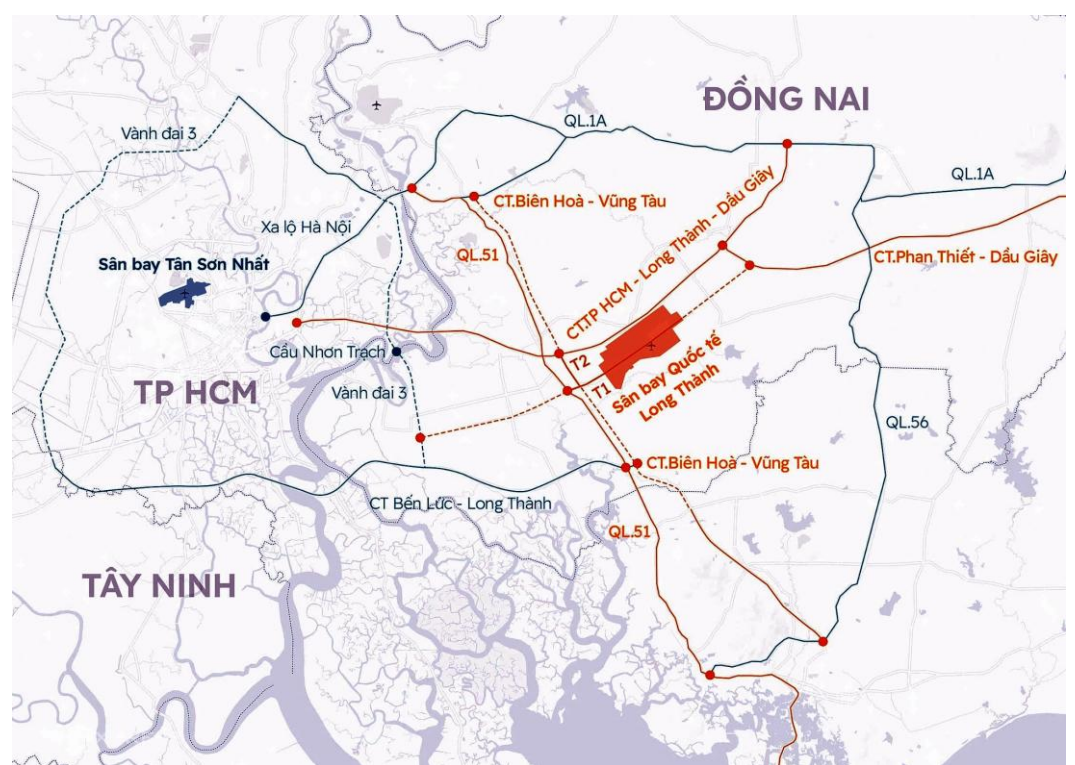 ĐỒNG NAI
QL.1A
Vành đai 3
QL.1A
CT.Biên Hoà - Vũng Tàu
Xa lộ Hà Nội
QL.51
CT.TP HCM - Long Thành - Dầu Giây
CT.Phan Thiết - Dầu Giây
Sân bay Tân Sơn Nhất
Cầu Nhơn Trạch
T2
T1
Sân bay Quốc tế
Long Thành
TP HCM
Vành đai 3
QL.56
CT.Biên Hoà - Vũng Tàu
CT Bến Lức - Long Thành
QL.51
TÂY NINH